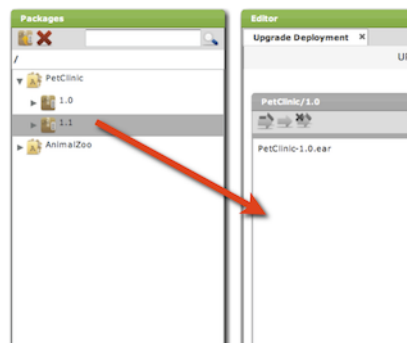 Packages
/
PetClinic
1.0
1.1
AnimalZoo
Editor
Upgrade Deployment ×
PetClinic/1.0
PetClinic-1.0.ear